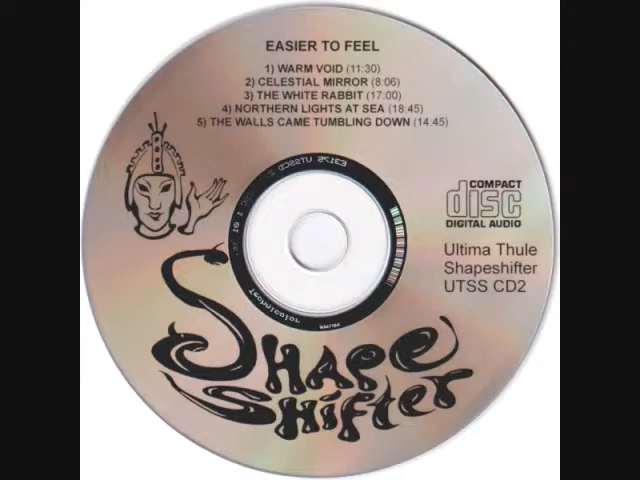 EASIER TO FEEL
1) WARM VOID (11:30)
2) CELESTIAL MIRROR (8:06)
3) THE WHITE RABBIT (17:00)
4) NORTHERN LIGHTS AT SEA (18:45)
5) THE WALLS CAME TUMBLING DOWN (14:45)
COMPACT
disc
DIGITAL AUDIO
Ultima Thule
Shapeshifter
UTSS CD2
SHAPE
SHifter